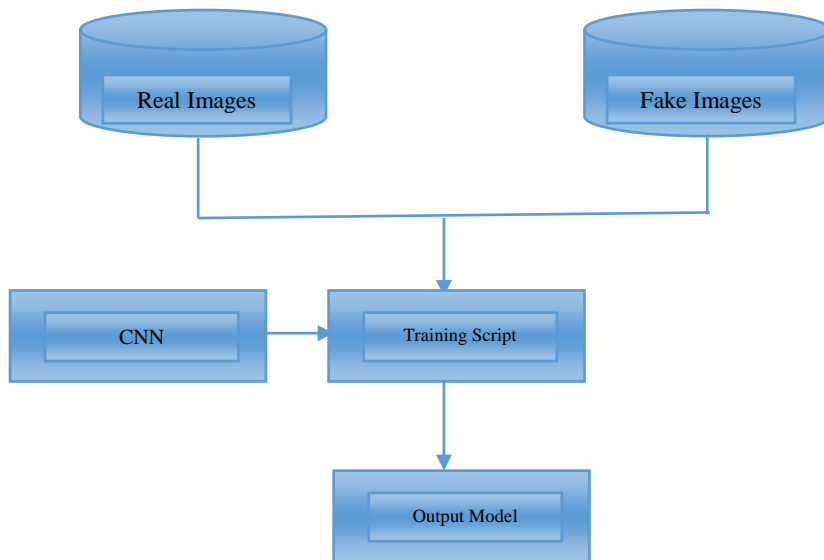 Real Images
Fake Images
CNN
Training Script
Output Model